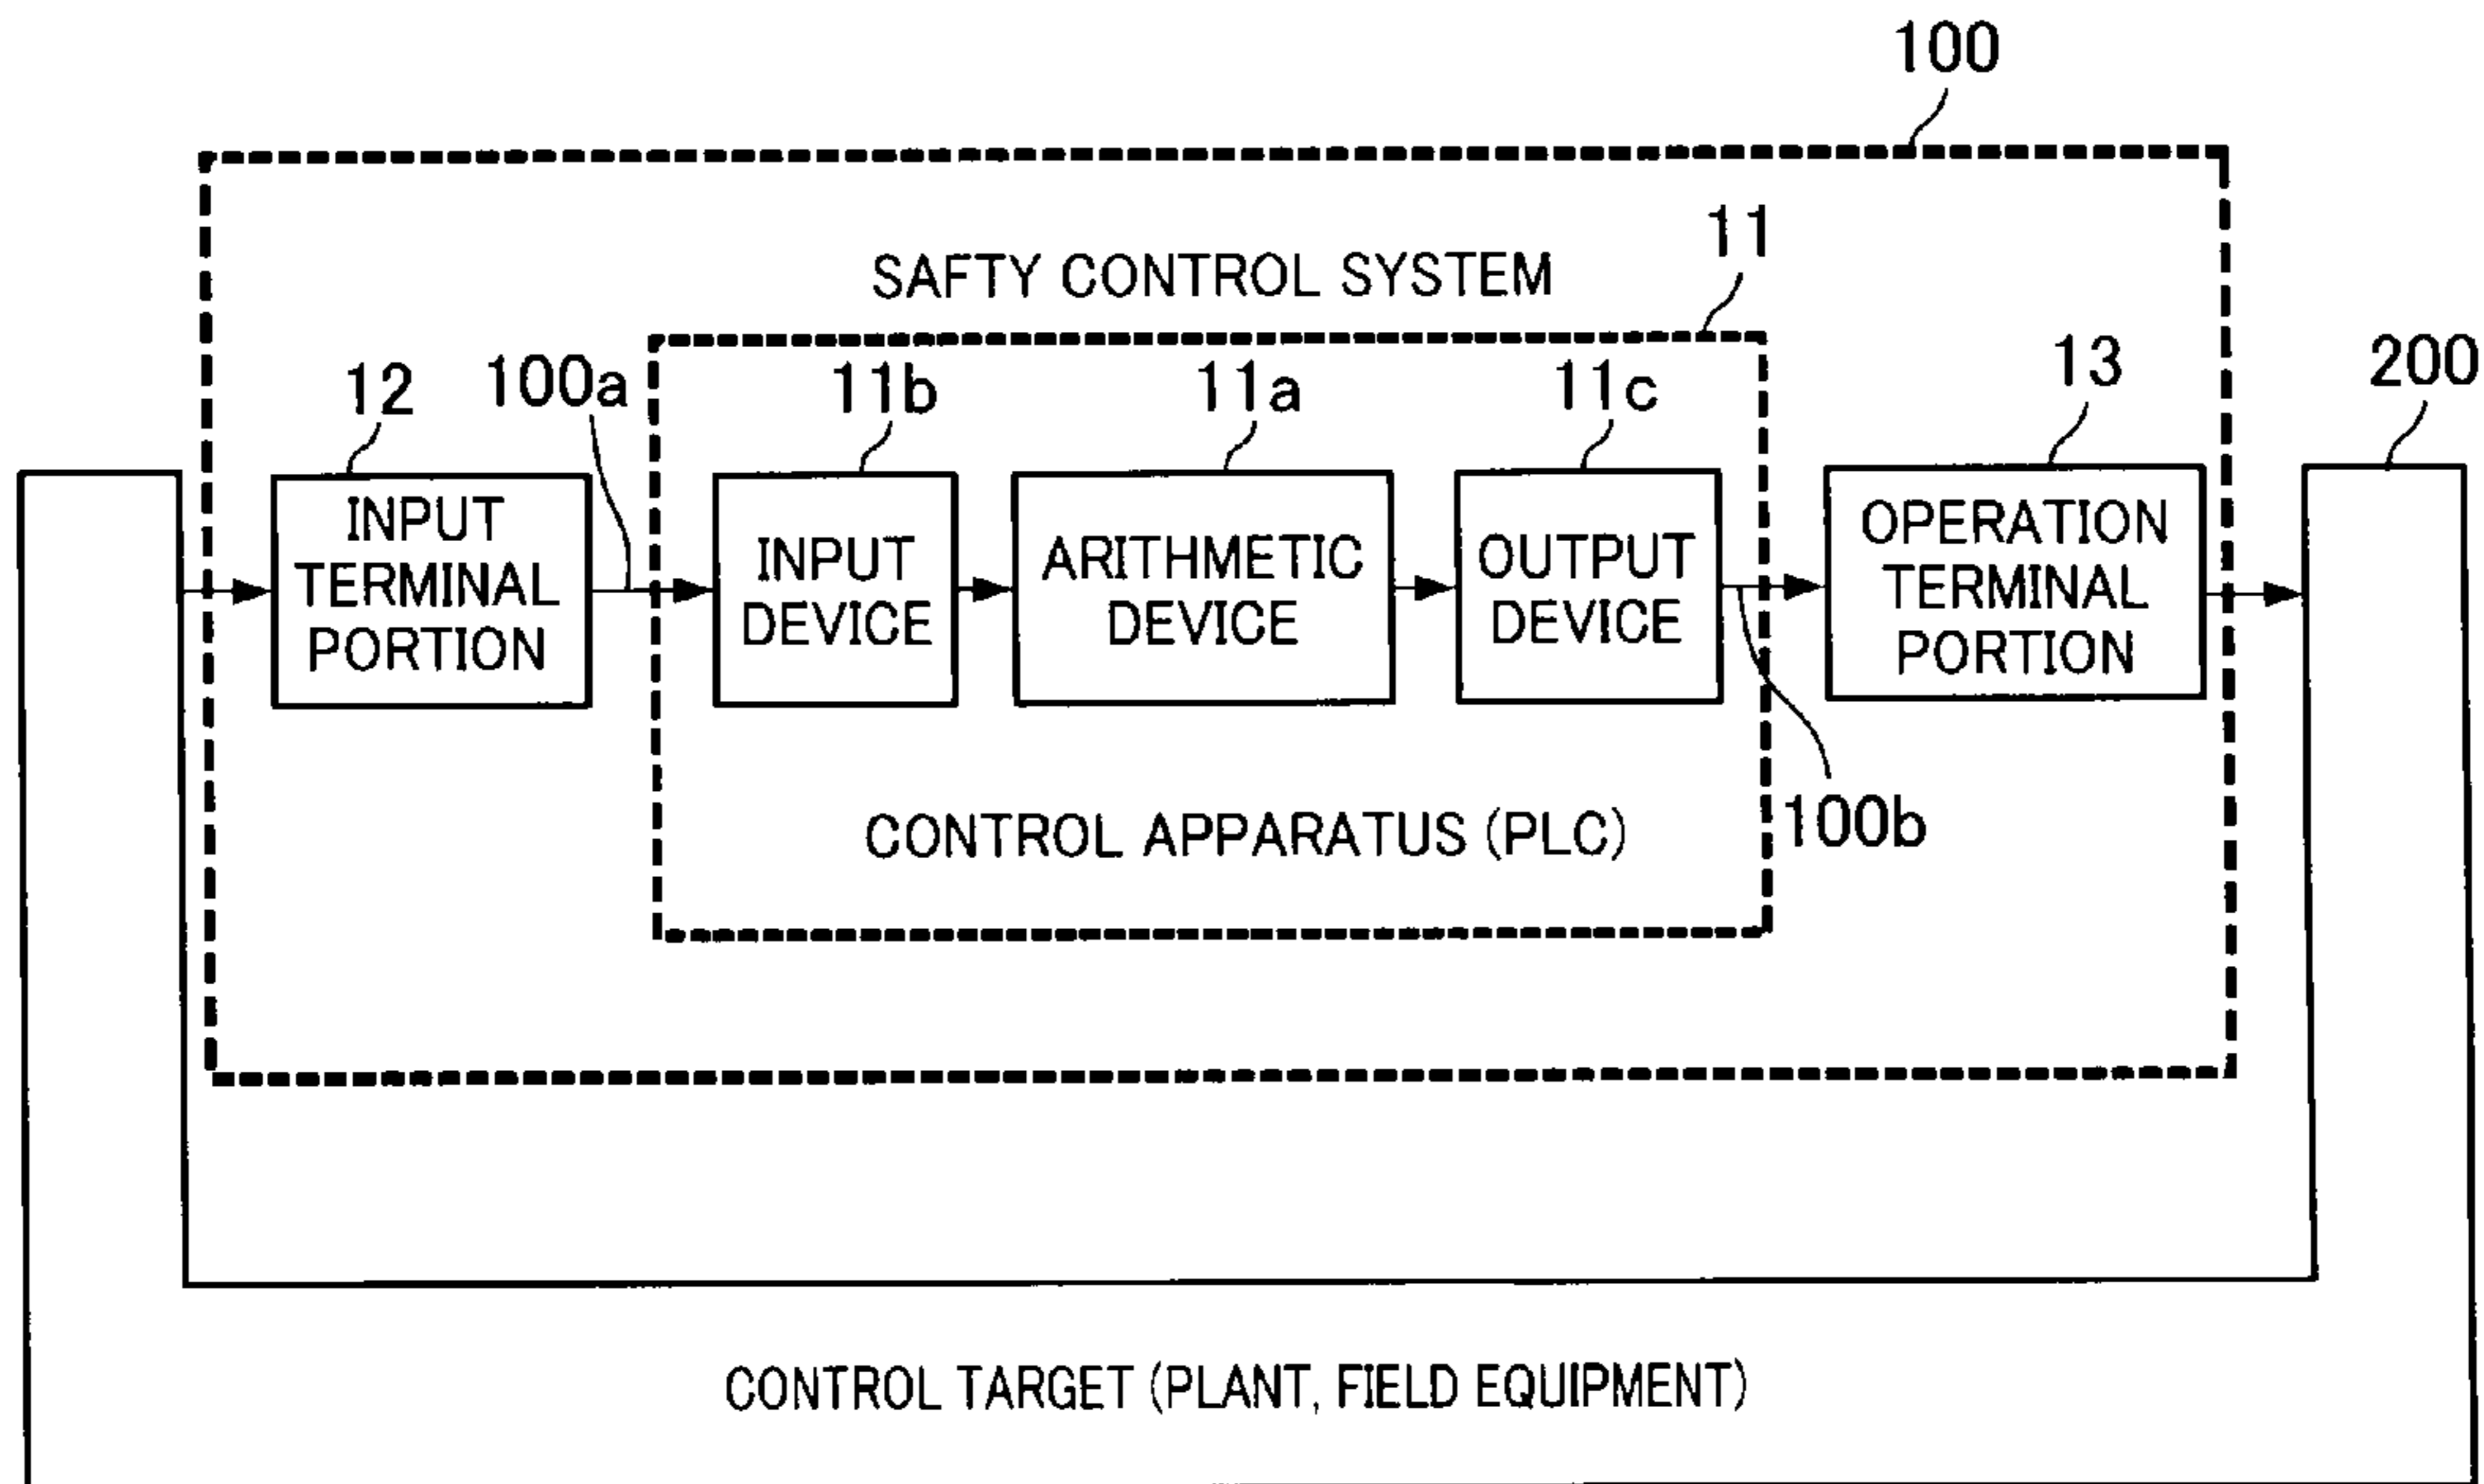 100
SAFTY CONTROL SYSTEM
11
12
100a
11b
11a
11c
13
200
INPUT
TERMINAL
PORTION
INPUT
DEVICE
ARITHMETIC
DEVICE
OUTPUT
DEVICE
OPERATION
TERMINAL
PORTION
CONTROL APPARATUS (PLC)
100b
CONTROL TARGET (PLANT, FIELD EQUIPMENT)